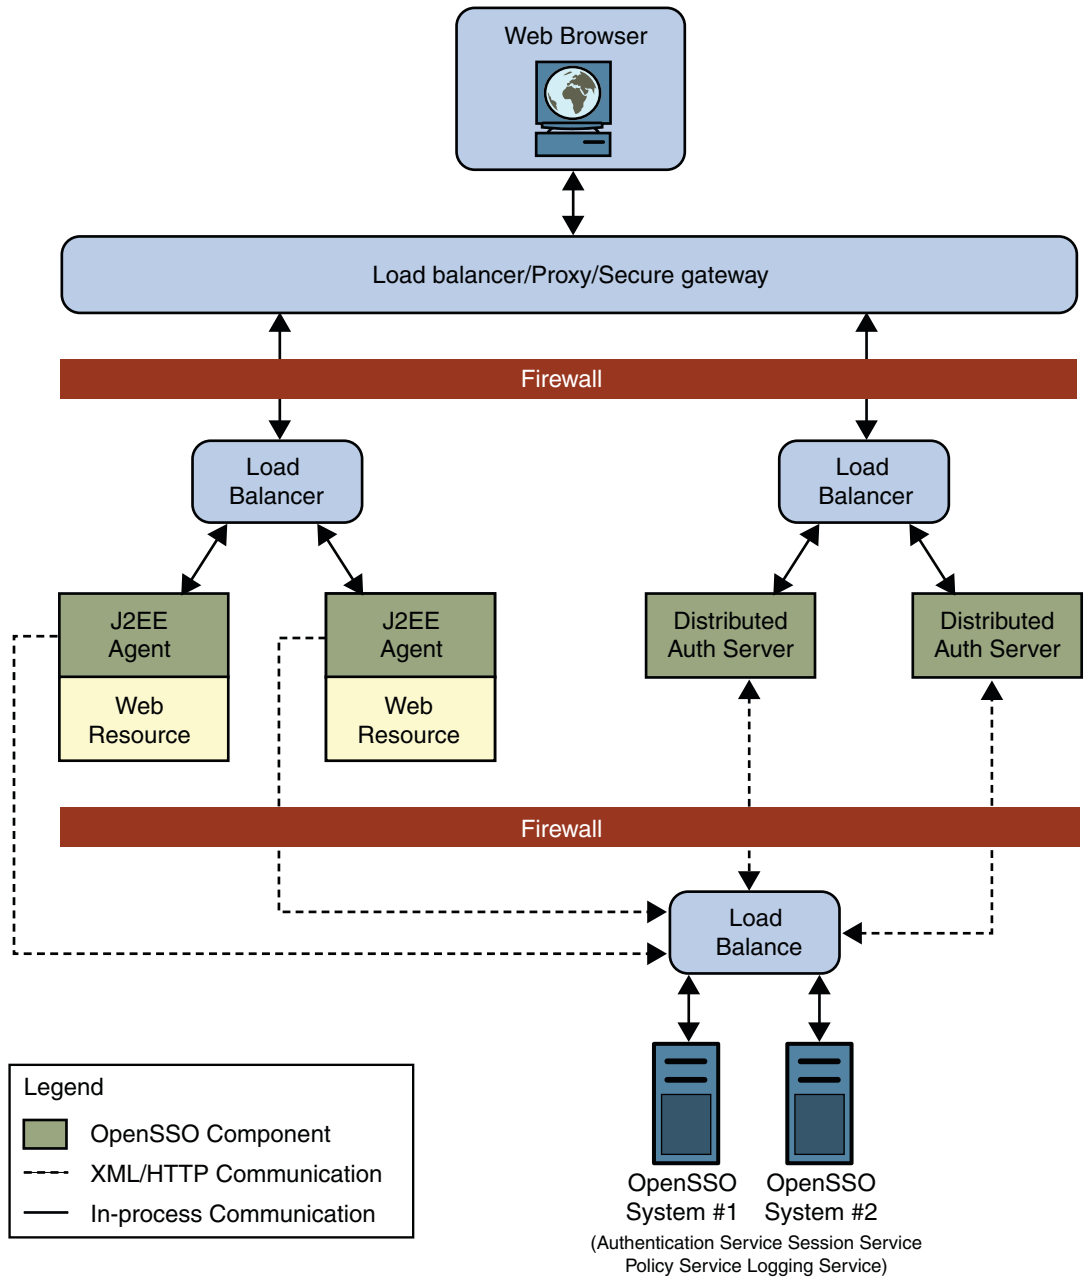 Web Browser
Load balancer/Proxy/Secure gateway
Firewall
Load
Balancer
Load
Balancer
J2EE
Agent
Web
Resource
J2EE
Agent
Web
Resource
Distributed
Auth Server
Distributed
Auth Server
Firewall
Load
Balance
OpenSSO
System #1
OpenSSO
System #2
(Authentication Service Session Service
Policy Service Logging Service)
Legend
OpenSSO Component
XML/HTTP Communication
In-process Communication